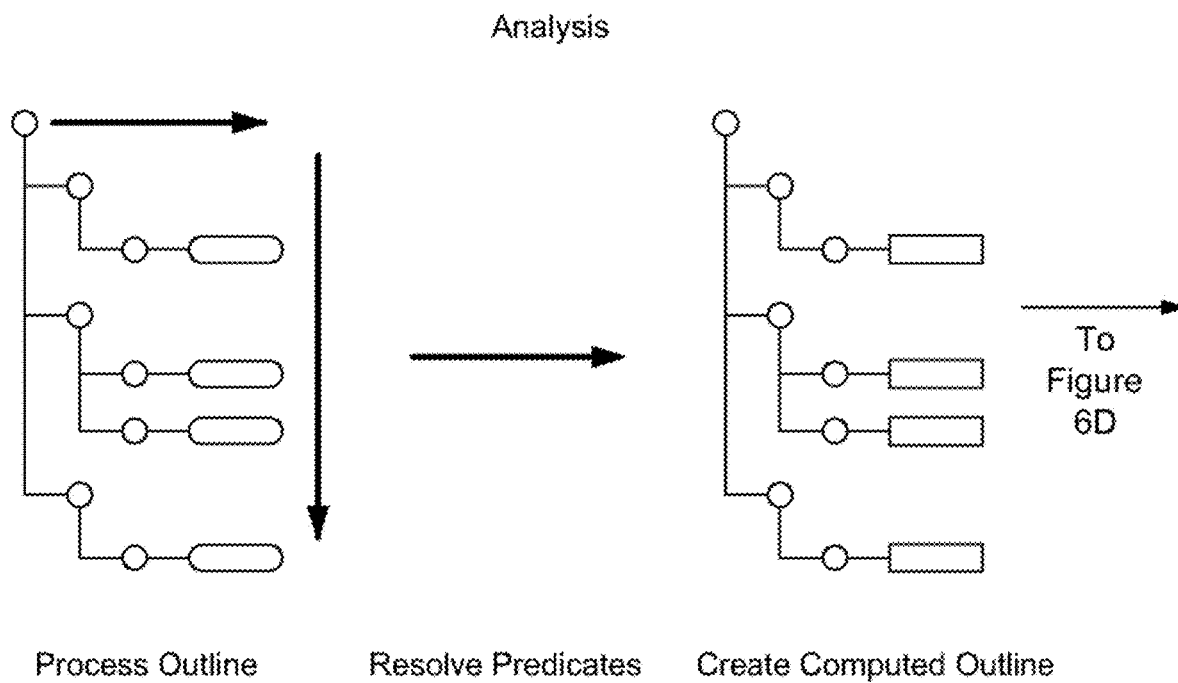 Analysis
To
Figure
6D
Process Outline
Resolve Predicates
Create Computed Outline